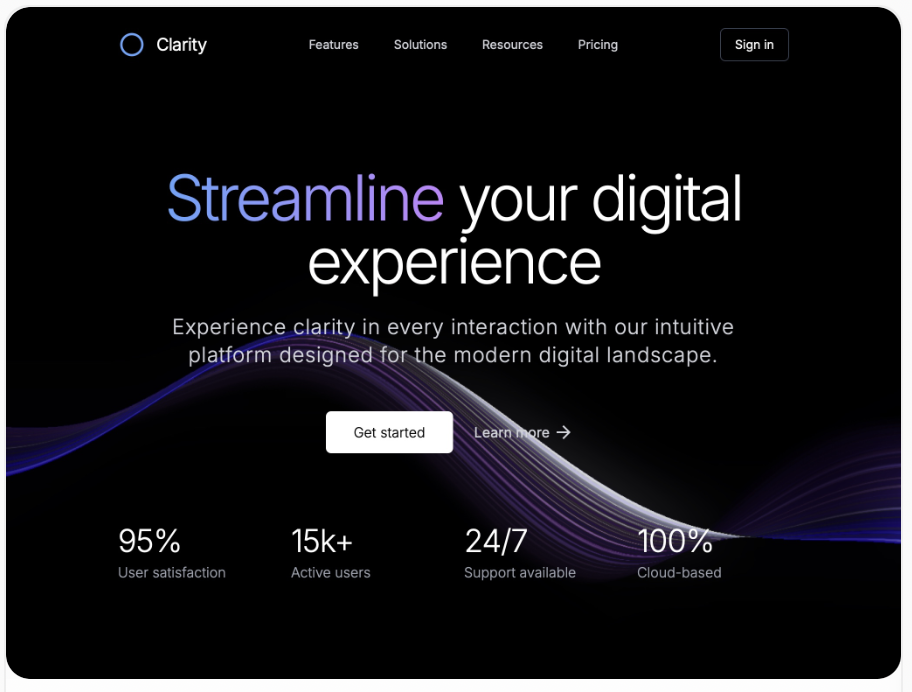 Clarity
Features
Solutions
Resources
Pricing
Sign in
Streamline your digital
experience
Experience clarity in every interaction with our intuitive
platform designed for the modern digital landscape.
Get started
Learn more →
95%
User satisfaction
15k+
Active users
24/7
Support available
100%
Cloud-based